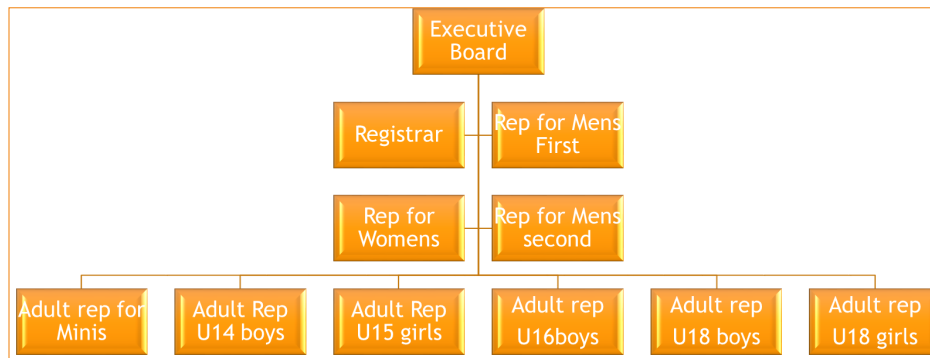 Executive
Board
Registrar
Rep for Mens
First
Rep for
Womens
Rep for Mens
second
Adult rep for
Minis
Adult Rep
U14 boys
Adult Rep
U15 girls
Adult rep
U16boys
Adult rep
U18 boys
Adult rep
U18 girls